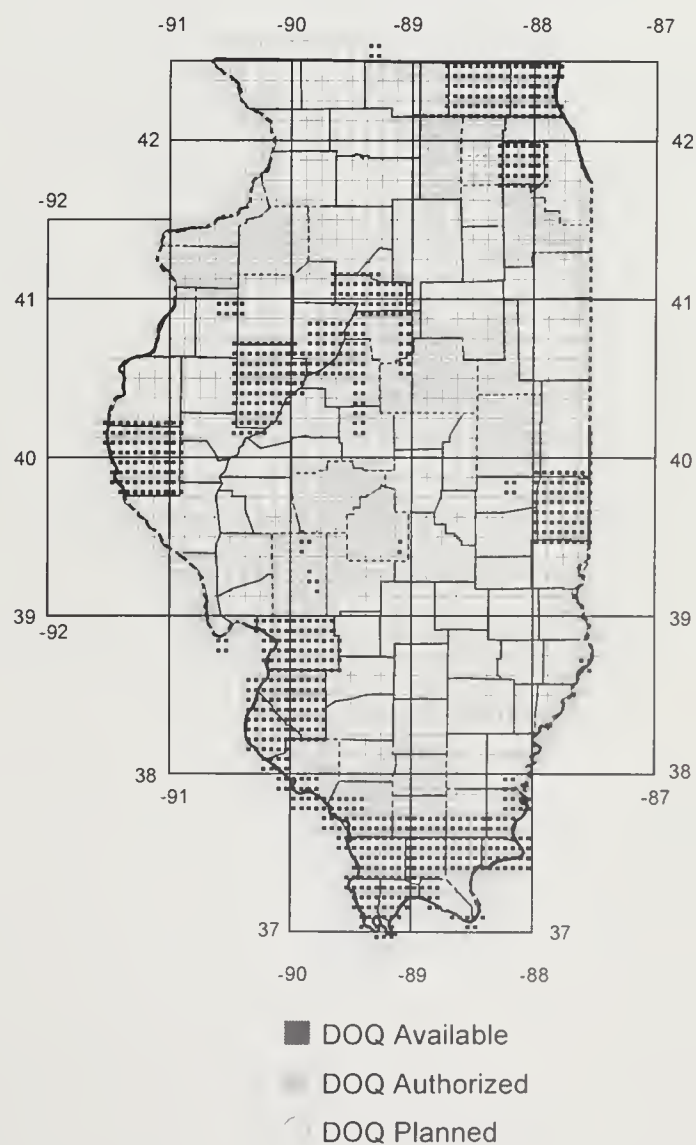 -91 -90 -89 -88 -87
42 42
-92
41 41
40 40
39 39
-92
38 38
-91 -87
37 37
-90 -89 -88
DOQ Available
DOQ Authorized
DOQ Planned